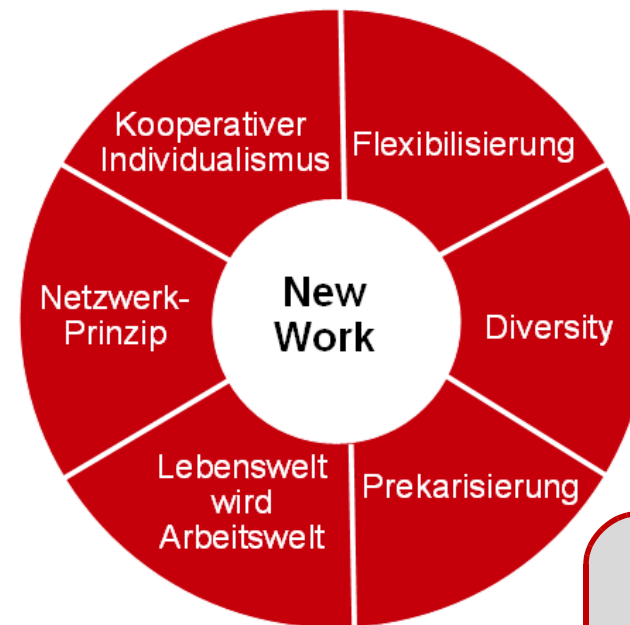 Kooperativer
Individualismus
Flexibilisierung
Netzwerk-
Prinzip
New
Work
Diversity
Lebenswelt
wird
Arbeitswelt
Prekarisierung